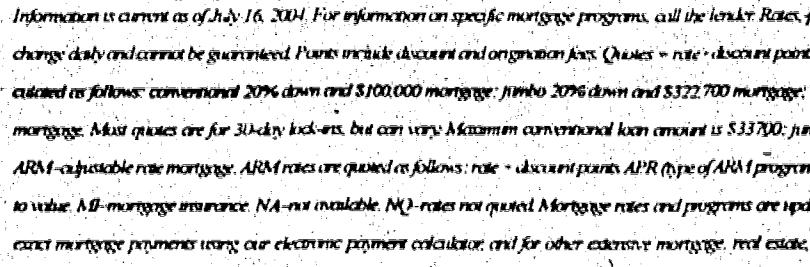 Information is current as of July 16, 2004. For information on specific mortgage programs, call the lender. Rates,
change daily and cannot be guaranteed. Points include discount and origination fees. Quotes = rate + discount point
culated as follows: conventional 20% down and $100,000 mortgage; jumbo 20% down and $322,700 mortgage;
mortgage. Most quotes are for 30-day lock-ins, but can vary. Maximum conventional loan amount is $33700; jun
ARM-adjustable rate mortgage. ARM rates are quoted as follows: rate + discount points APR (type of ARM program
to value. MI-mortgage insurance. NA-not available. NQ-rates not quoted. Mortgage rates and programs are upd
exact mortgage payments using our electronic payment calculator, and for other extensive mortgage, real estate,